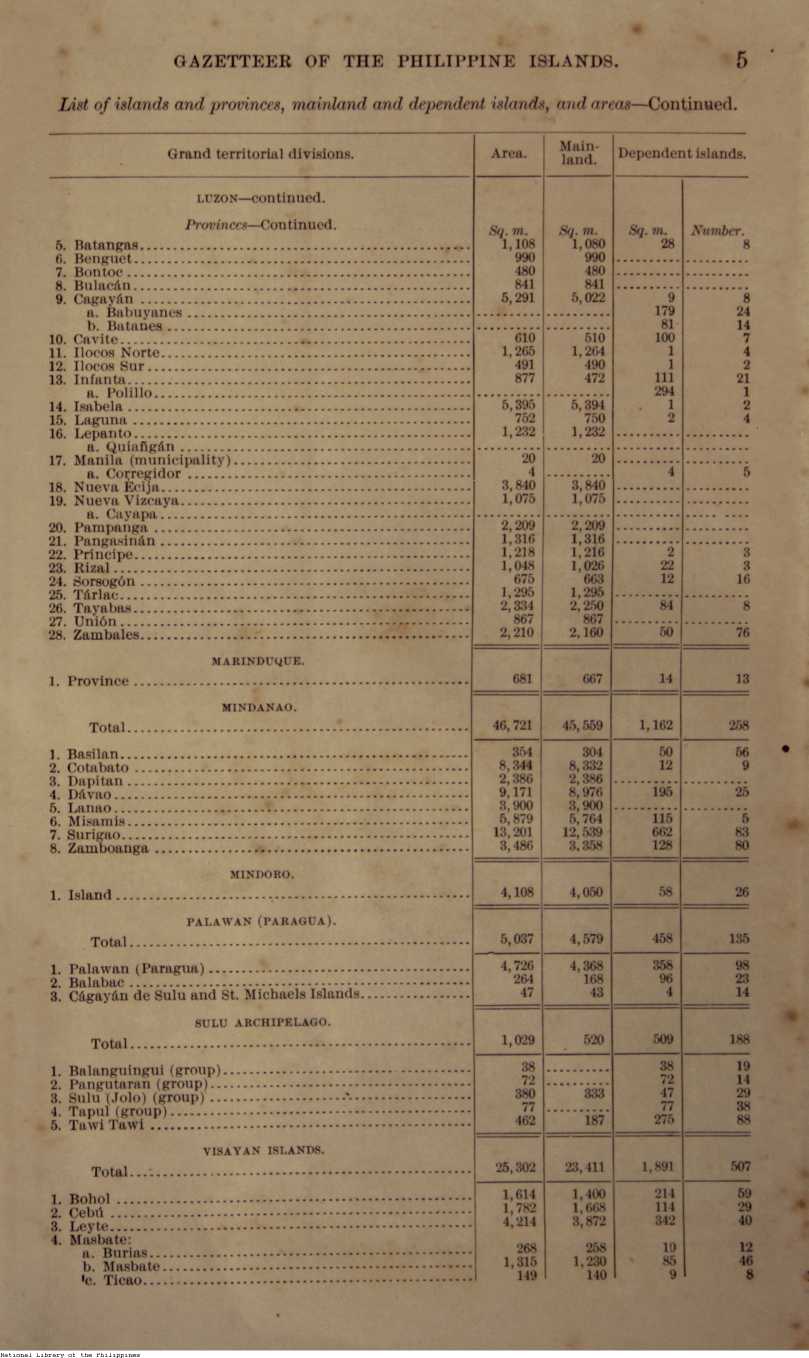 GAZETTEER OF THE PHILIPPINE ISLANDS. 5
List of islands and provinces, mainland and dependent islands, and areas—Continued.
Grand territorial divisions. Area. Main-land. Dependent islands.
LUZON—continued.
Provinces—Continued.
Sq. m. Sq. m. Sq. m. Number.
5. Batangas 1,108 1,080 28 8
6. Benguet 990 990
7. Bontoc 480 480
8. Bulacán 841 841
9. Cagayán 5,291 5,022 9 8
a. Babuyanes 179 24
b. Batanes 81 14
10. Cavite 610 510 100 7
11. Ilocos Norte 1,265 1,264 1 4
12. Ilocos Sur 491 490 1 2
13. Infanta 877 472 111 21
a. Polillo 294 1
14. Isabela 5,395 5,394 1 2
15. Laguna 752 750 2 4
16. Lepanto 1,232 1,232
a. Quiañgán
17. Manila (municipality) 20 20
a. Corregidor 4 4 5
18. Nueva Ecija 3,840 3,840
19. Nueva Vizcaya 1,075 1,075
a. Cayapa
20. Pampanga 2,209 2,209
21. Pangasinán 1,316 1,316
22. Príncipe 1,218 1,216 2 3
23. Rizal 1,048 1,026 22 3
24. Sorsogón 675 663 12 16
25. Tárlac 1,295 1,295
26. Tayabas 2,334 2,250 84 8
27. Unión 867 867
28. Zambales 2,210 2,160 50 76
MARINDUQUE.
1. Province 681 667 14 13
MINDANAO.
Total 46,721 45,559 1,162 258
1. Basilan 354 304 50 56
2. Cotabato 8,344 8,332 12 9
3. Dapitan 2,386 2,386
4. Dávao 9,171 8,976 195 25
5. Lanao 3,900 3,900
6. Misamis 5,879 5,764 115 5
7. Surigao 13,201 12,539 662 83
8. Zamboanga 3,486 3,358 128 80
MINDORO.
1. Island 4,108 4,050 58 26
PALAWAN (PARAGUA).
Total 5,037 4,579 458 135
1. Palawan (Paragua) 4,726 4,368 358 98
2. Balabac 264 168 96 23
3. Cágayán de Sulu and St. Michaels Islands 47 43 4 14
SULU ARCHIPELAGO.
Total 1,029 520 509 188
1. Balanguingui (group) 38 38 19
2. Pangutaran (group) 72 72 14
3. Sulu (Jolo) (group) 380 333 47 29
4. Tapul (group) 77 77 38
5. Tawi Tawi 462 187 275 88
VISAYAN ISLANDS.
Total 25,302 23,411 1,891 507
1. Bohol 1,614 1,400 214 59
2. Cebú 1,782 1,668 114 29
3. Leyte 4,214 3,872 342 40
4. Masbate:
a. Burias 268 258 10 12
b. Masbate 1,315 1,230 85 46
c. Ticao 149 140 9 8
National Library of the Philippines